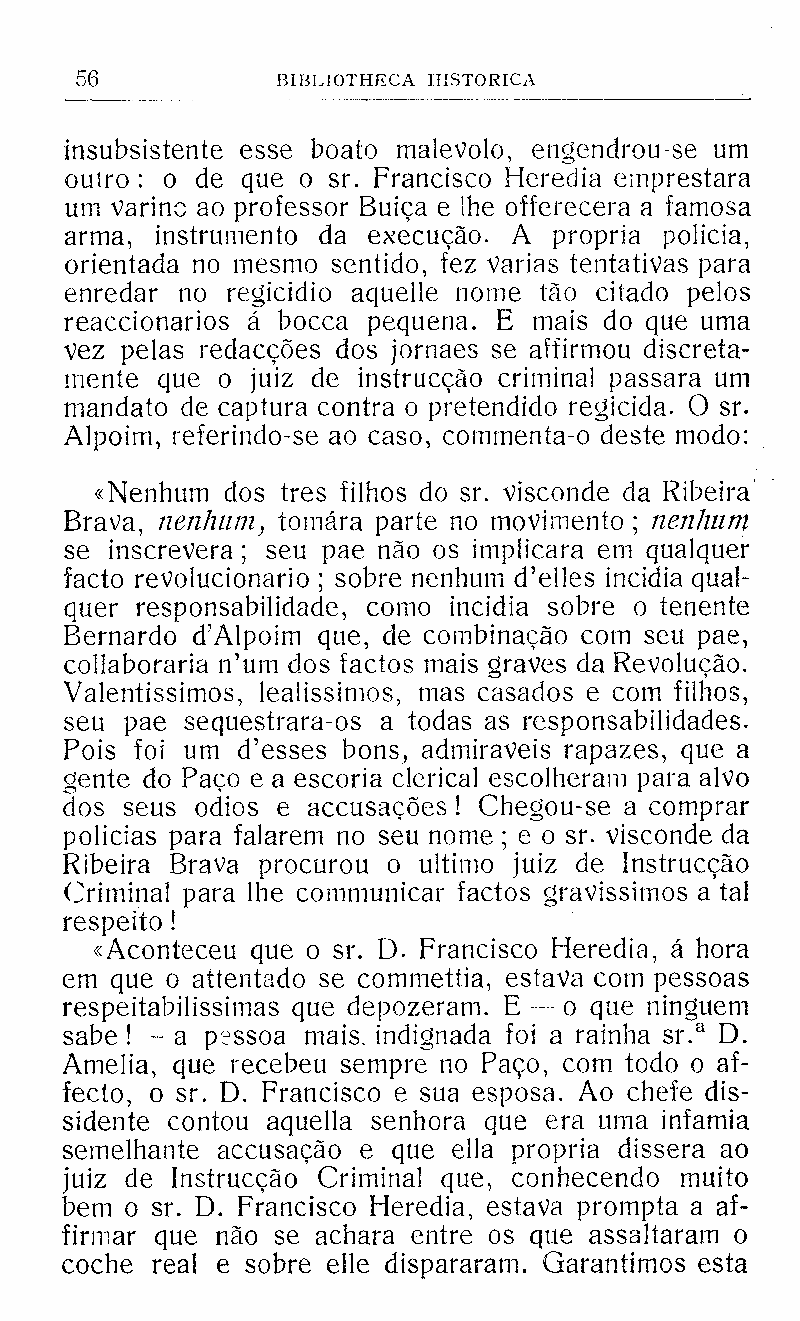 56 BIBLIOTHECA HISTORICA
insubsistente esse boato malevolo, engendrou-se um
outro: o de que o sr. Francisco Heredia emprestara
um varino ao professor Buiça e lhe offerecera a famosa
arma, instrumento da execução. A propria policia,
orientada no mesmo sentido, fez varias tentativas para
enredar no regicidio aquelle nome tão citado pelos
reaccionarios á bocca pequena. E mais do que uma
vez pelas redacções dos jornaes se affirmou discreta-
mente que o juiz de instrucção criminal passara um
mandato de captura contra o pretendido regicida. O sr.
Alpoim, referindo-se ao caso, commenta-o deste modo:
«Nenhum dos tres filhos do sr. visconde da Ribeira
Brava, nenhum, tomára parte no movimento; nenhum
se inscrevera; seu pae não os implicara em qualquer
facto revolucionario; sobre nenhum d'elles incidia qual-
quer responsabilidade, como incidia sobre o tenente
Bernardo d'Alpoim que, de combinação com seu pae,
collaboraria n'um dos factos mais graves da Revolução.
Valentissimos, lealissimos, mas casados e com filhos,
seu pae sequestrara-os a todas as responsabilidades.
Pois foi um d'esses bons, admiraveis rapazes, que a
gente do Paço e a escoria clerical escolheram para alvo
dos seus odios e accusações! Chegou-se a comprar
policias para falarem no seu nome; e o sr. visconde da
Ribeira Brava procurou o ultimo juiz de Instrucção
Criminal para lhe communicar factos gravissimos a tal
respeito!
«Aconteceu que o sr. D. Francisco Heredia, á hora
em que o attentado se commettia, estava com pessoas
respeitabilissimas que depozeram. E — o que ninguem
sabe! — a pessoa mais indignada foi a rainha sr.ª D.
Amelia, que recebeu sempre no Paço, com todo o af-
fecto, o sr. D. Francisco e sua esposa. Ao chefe dis-
sidente contou aquella senhora que era uma infamia
semelhante accusação e que ella propria dissera ao
juiz de Instrucção Criminal que, conhecendo muito
bem o sr. D. Francisco Heredia, estava prompta a af-
firmar que não se achara entre os que assaltaram o
coche real e sobre elle dispararam. Garantimos esta